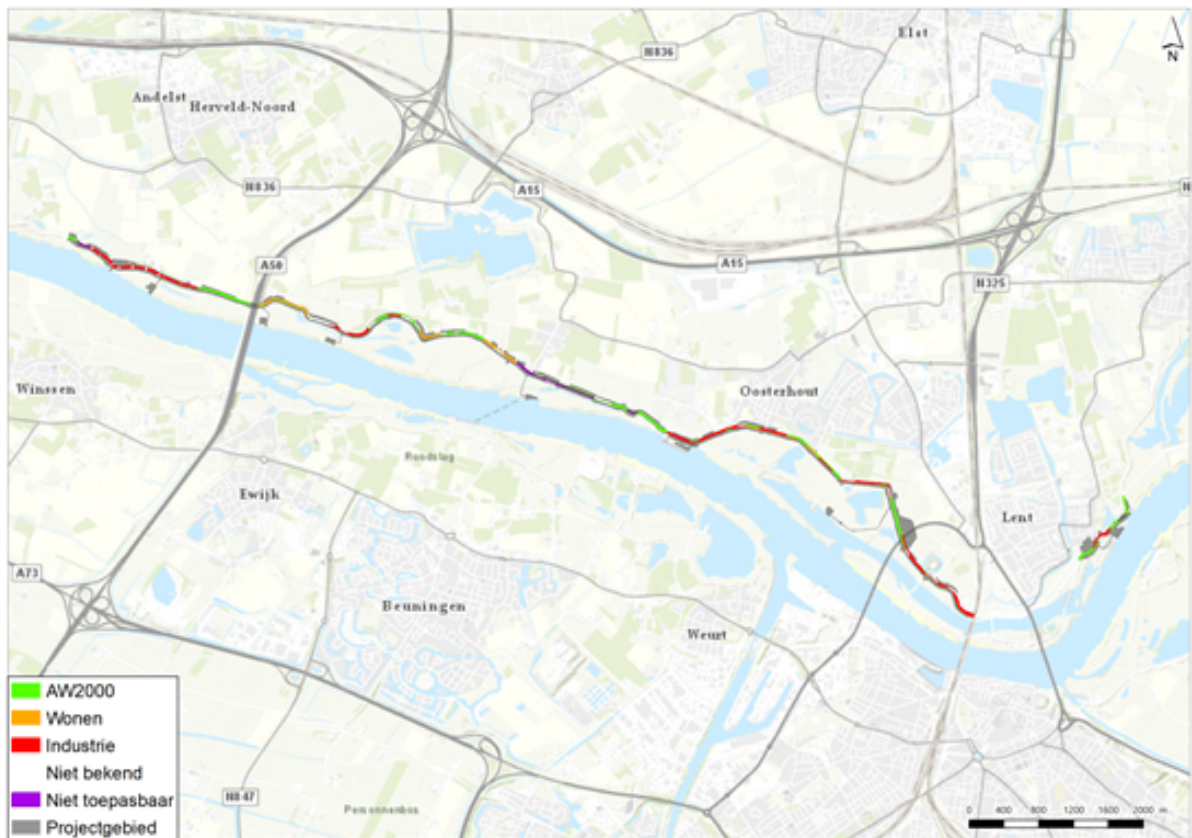 Elst
N836
N
Andelst
Herveld-Noord
N836
A15
A50
A15
N325
Winssen
Oosterhout
Ewijk
Lent
A73
Beuningen
Weurt
AW2000
Wonen
Industrie
Niet bekend
Niet toepasbaar
Projectgebied
N847
0 400 800 1200 1600 2000 m